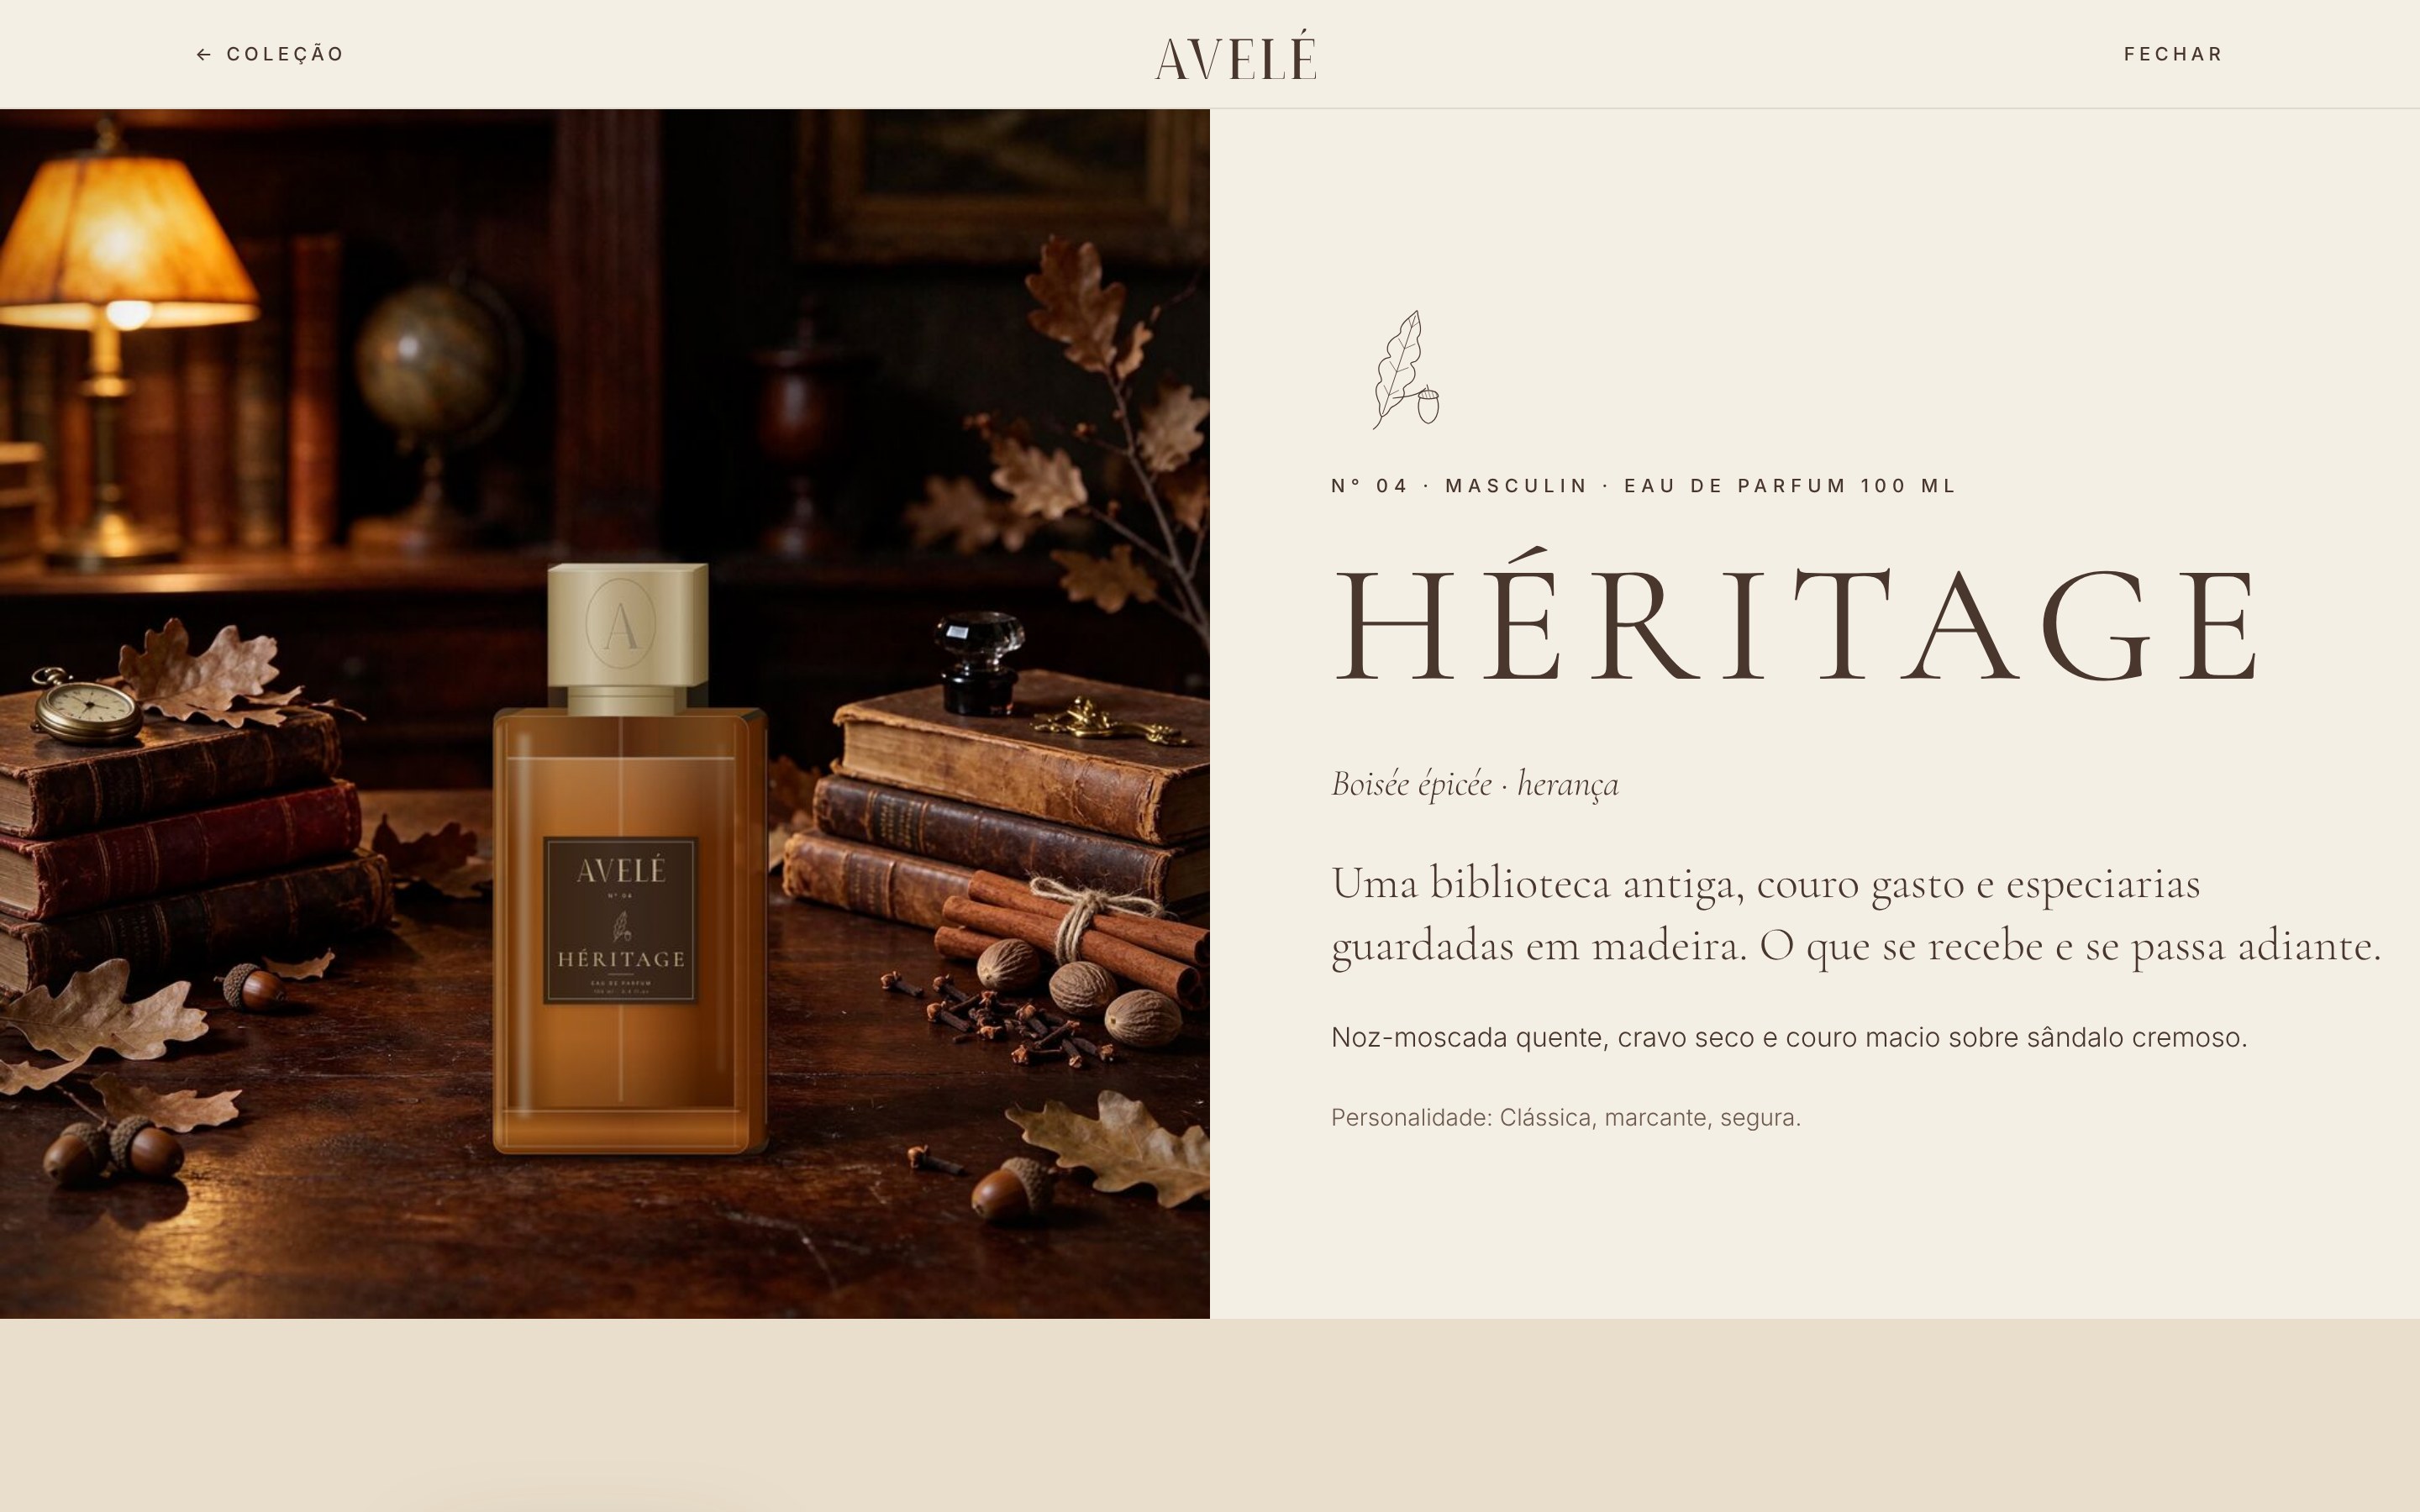 ← COLEÇÃO
AVELÉ
FECHAR
A
AVELÉ
N° 04
HÉRITAGE
EAU DE PARFUM
N° 04 · MASCULIN · EAU DE PARFUM 100 ML
HÉRITAGE
Boisée épicée · herança
Uma biblioteca antiga, couro gasto e especiarias
guardadas em madeira. O que se recebe e se passa adiante.
Noz-moscada quente, cravo seco e couro macio sobre sândalo cremoso.
Personalidade: Clássica, marcante, segura.